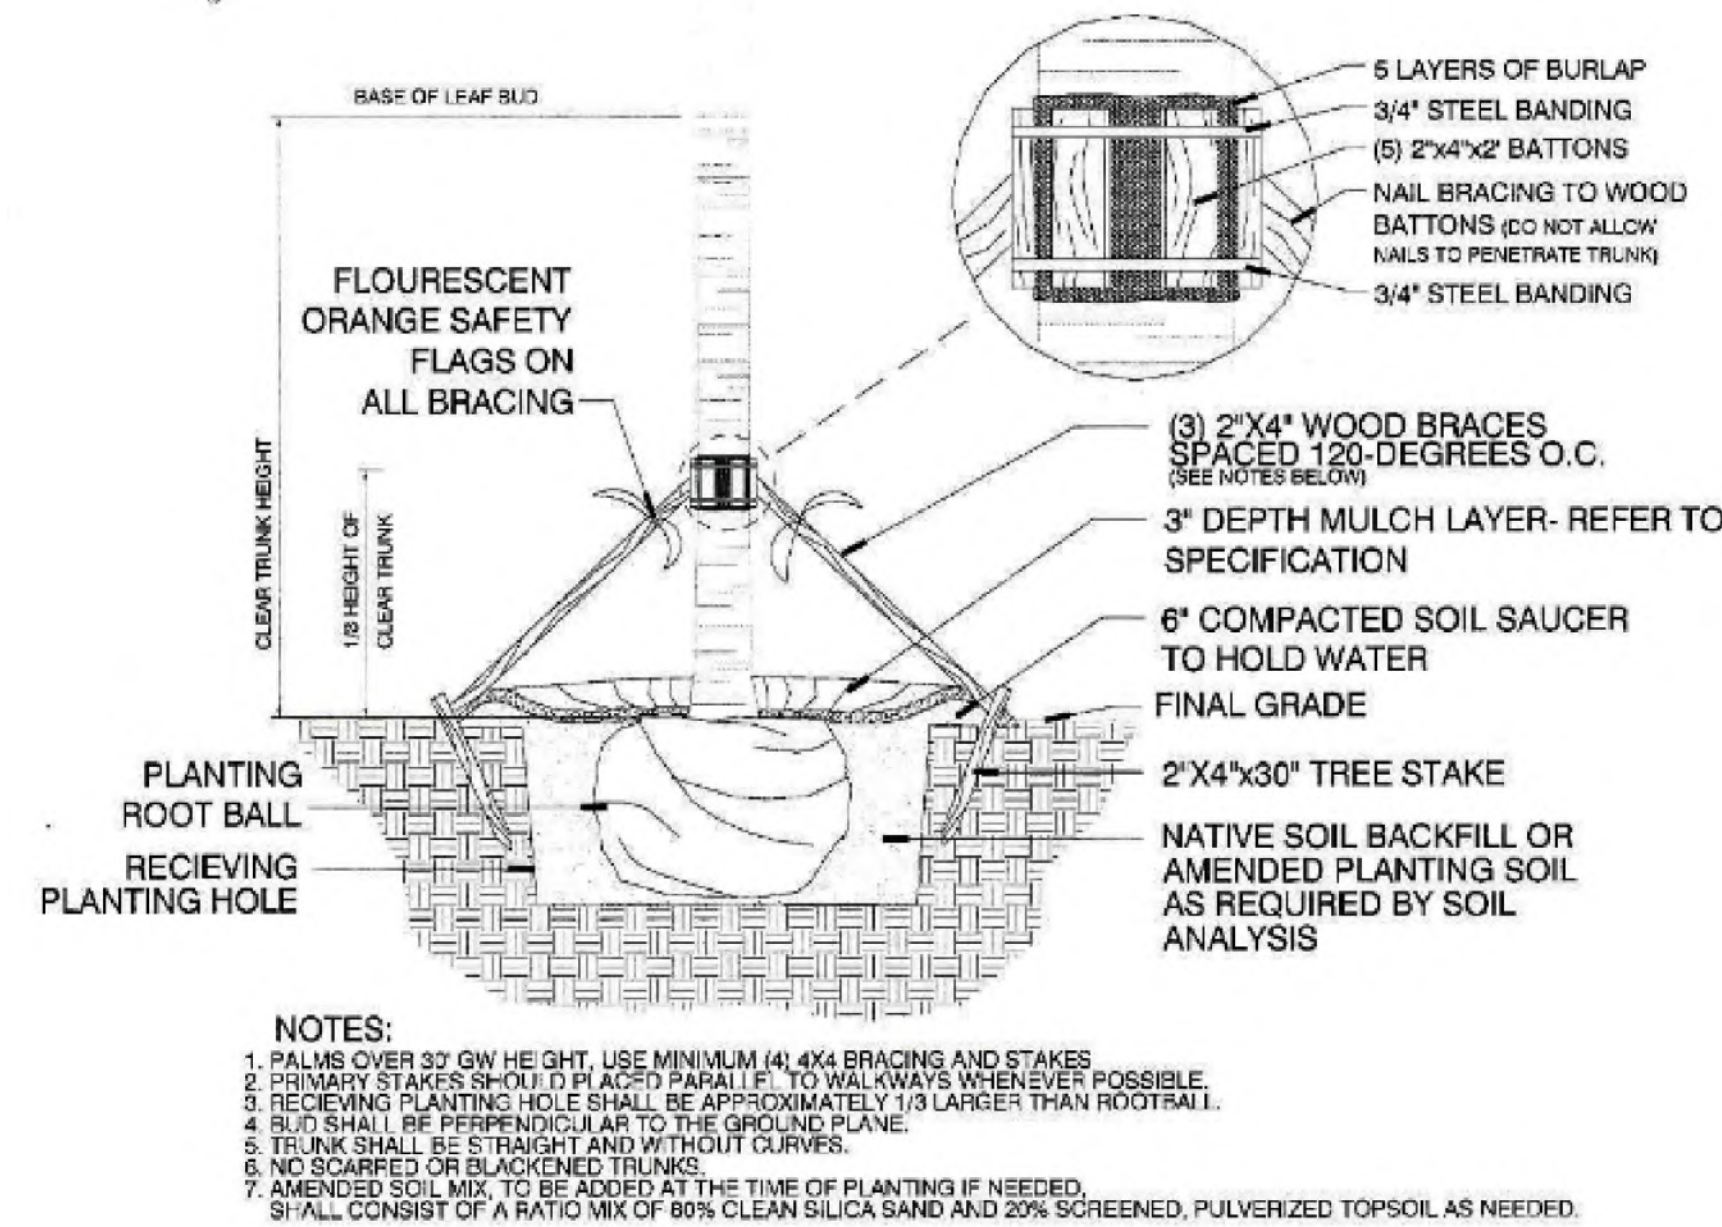 BASE OF LEAF BUD
CLEAR TRUNK HEIGHT
1/3 HEIGHT OF
CLEAR TRUNK
FLOURESCENT
ORANGE SAFETY
FLAGS ON
ALL BRACING
5 LAYERS OF BURLAP
3/4" STEEL BANDING
(5) 2"x4"x2' BATTONS
NAIL BRACING TO WOOD
BATTONS (DO NOT ALLOW
NAILS TO PENETRATE TRUNK)
3/4" STEEL BANDING
(3) 2"X4" WOOD BRACES
SPACED 120-DEGREES O.C.
(SEE NOTES BELOW)
3" DEPTH MULCH LAYER- REFER TO
SPECIFICATION
6" COMPACTED SOIL SAUCER
TO HOLD WATER
FINAL GRADE
2"X4"x30" TREE STAKE
NATIVE SOIL BACKFILL OR
AMENDED PLANTING SOIL
AS REQUIRED BY SOIL
ANALYSIS
PLANTING
ROOT BALL
RECIEVING
PLANTING HOLE
NOTES:
1. PALMS OVER 30' GW HEIGHT, USE MINIMUM (4) 4X4 BRACING AND STAKES
2. PRIMARY STAKES SHOULD PLACED PARALLEL TO WALKWAYS WHENEVER POSSIBLE.
3. RECIEVING PLANTING HOLE SHALL BE APPROXIMATELY 1/3 LARGER THAN ROOTBALL.
4. BUD SHALL BE PERPENDICULAR TO THE GROUND PLANE.
5. TRUNK SHALL BE STRAIGHT AND WITHOUT CURVES.
6. NO SCARRED OR BLACKENED TRUNKS.
7. AMENDED SOIL MIX, TO BE ADDED AT THE TIME OF PLANTING IF NEEDED,
SHALL CONSIST OF A RATIO MIX OF 80% CLEAN SILICA SAND AND 20% SCREENED, PULVERIZED TOPSOIL AS NEEDED.